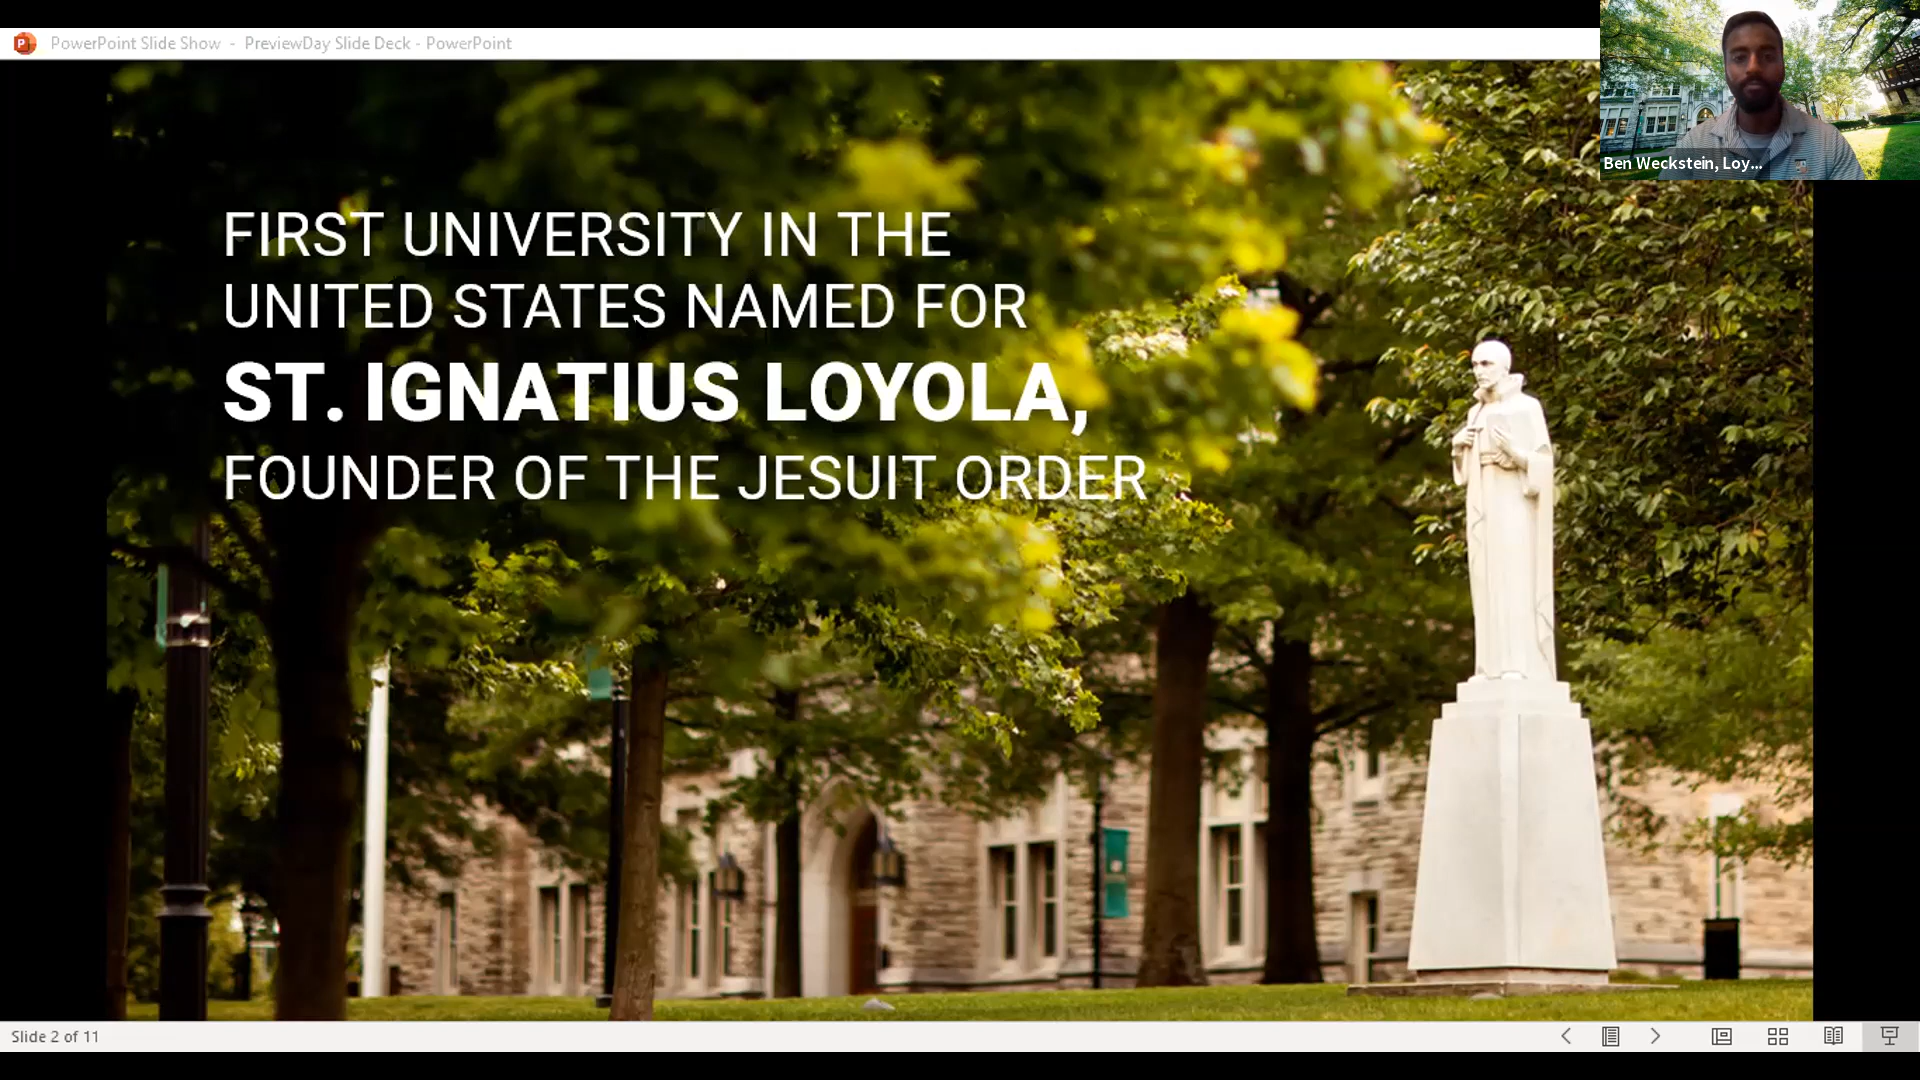 PowerPoint Slide Show - PreviewDay Slide Deck - PowerPoint
Ben Weckstein, Loy...
FIRST UNIVERSITY IN THE
UNITED STATES NAMED FOR
ST. IGNATIUS LOYOLA,
FOUNDER OF THE JESUIT ORDER
Slide 2 of 11